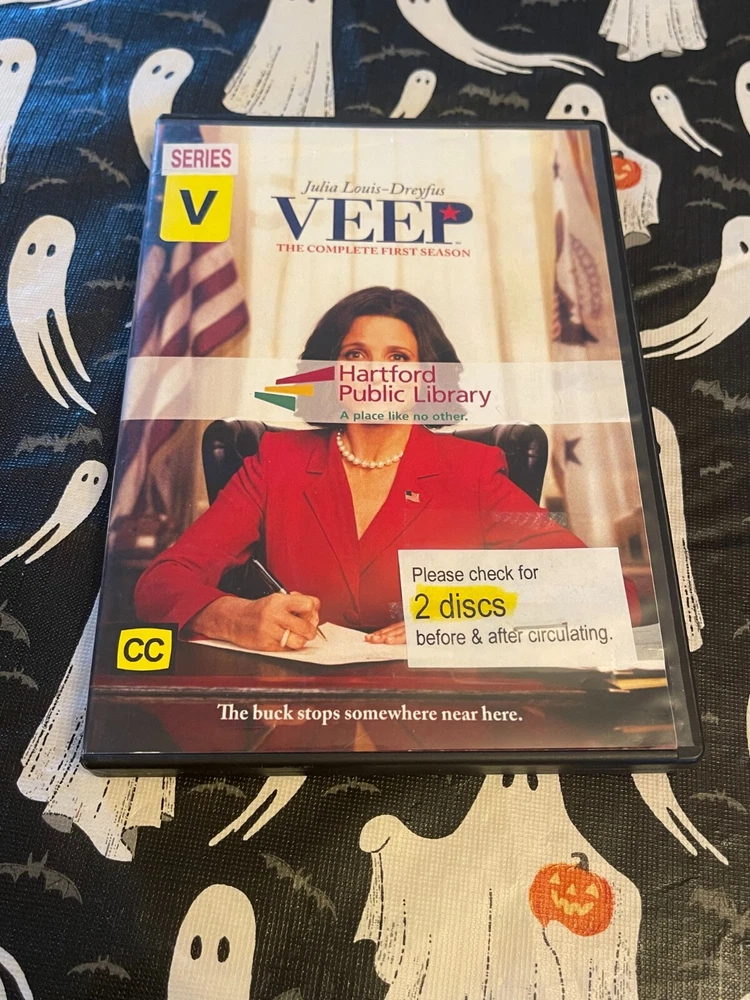 SERIES
V
Julia Louis-Dreyfus
VEEP
THE COMPLETE FIRST SEASON
Hartford
Public Library
A place like no other.
Please check for
2 discs
before & after circulating.
CC
The buck stops somewhere near here.